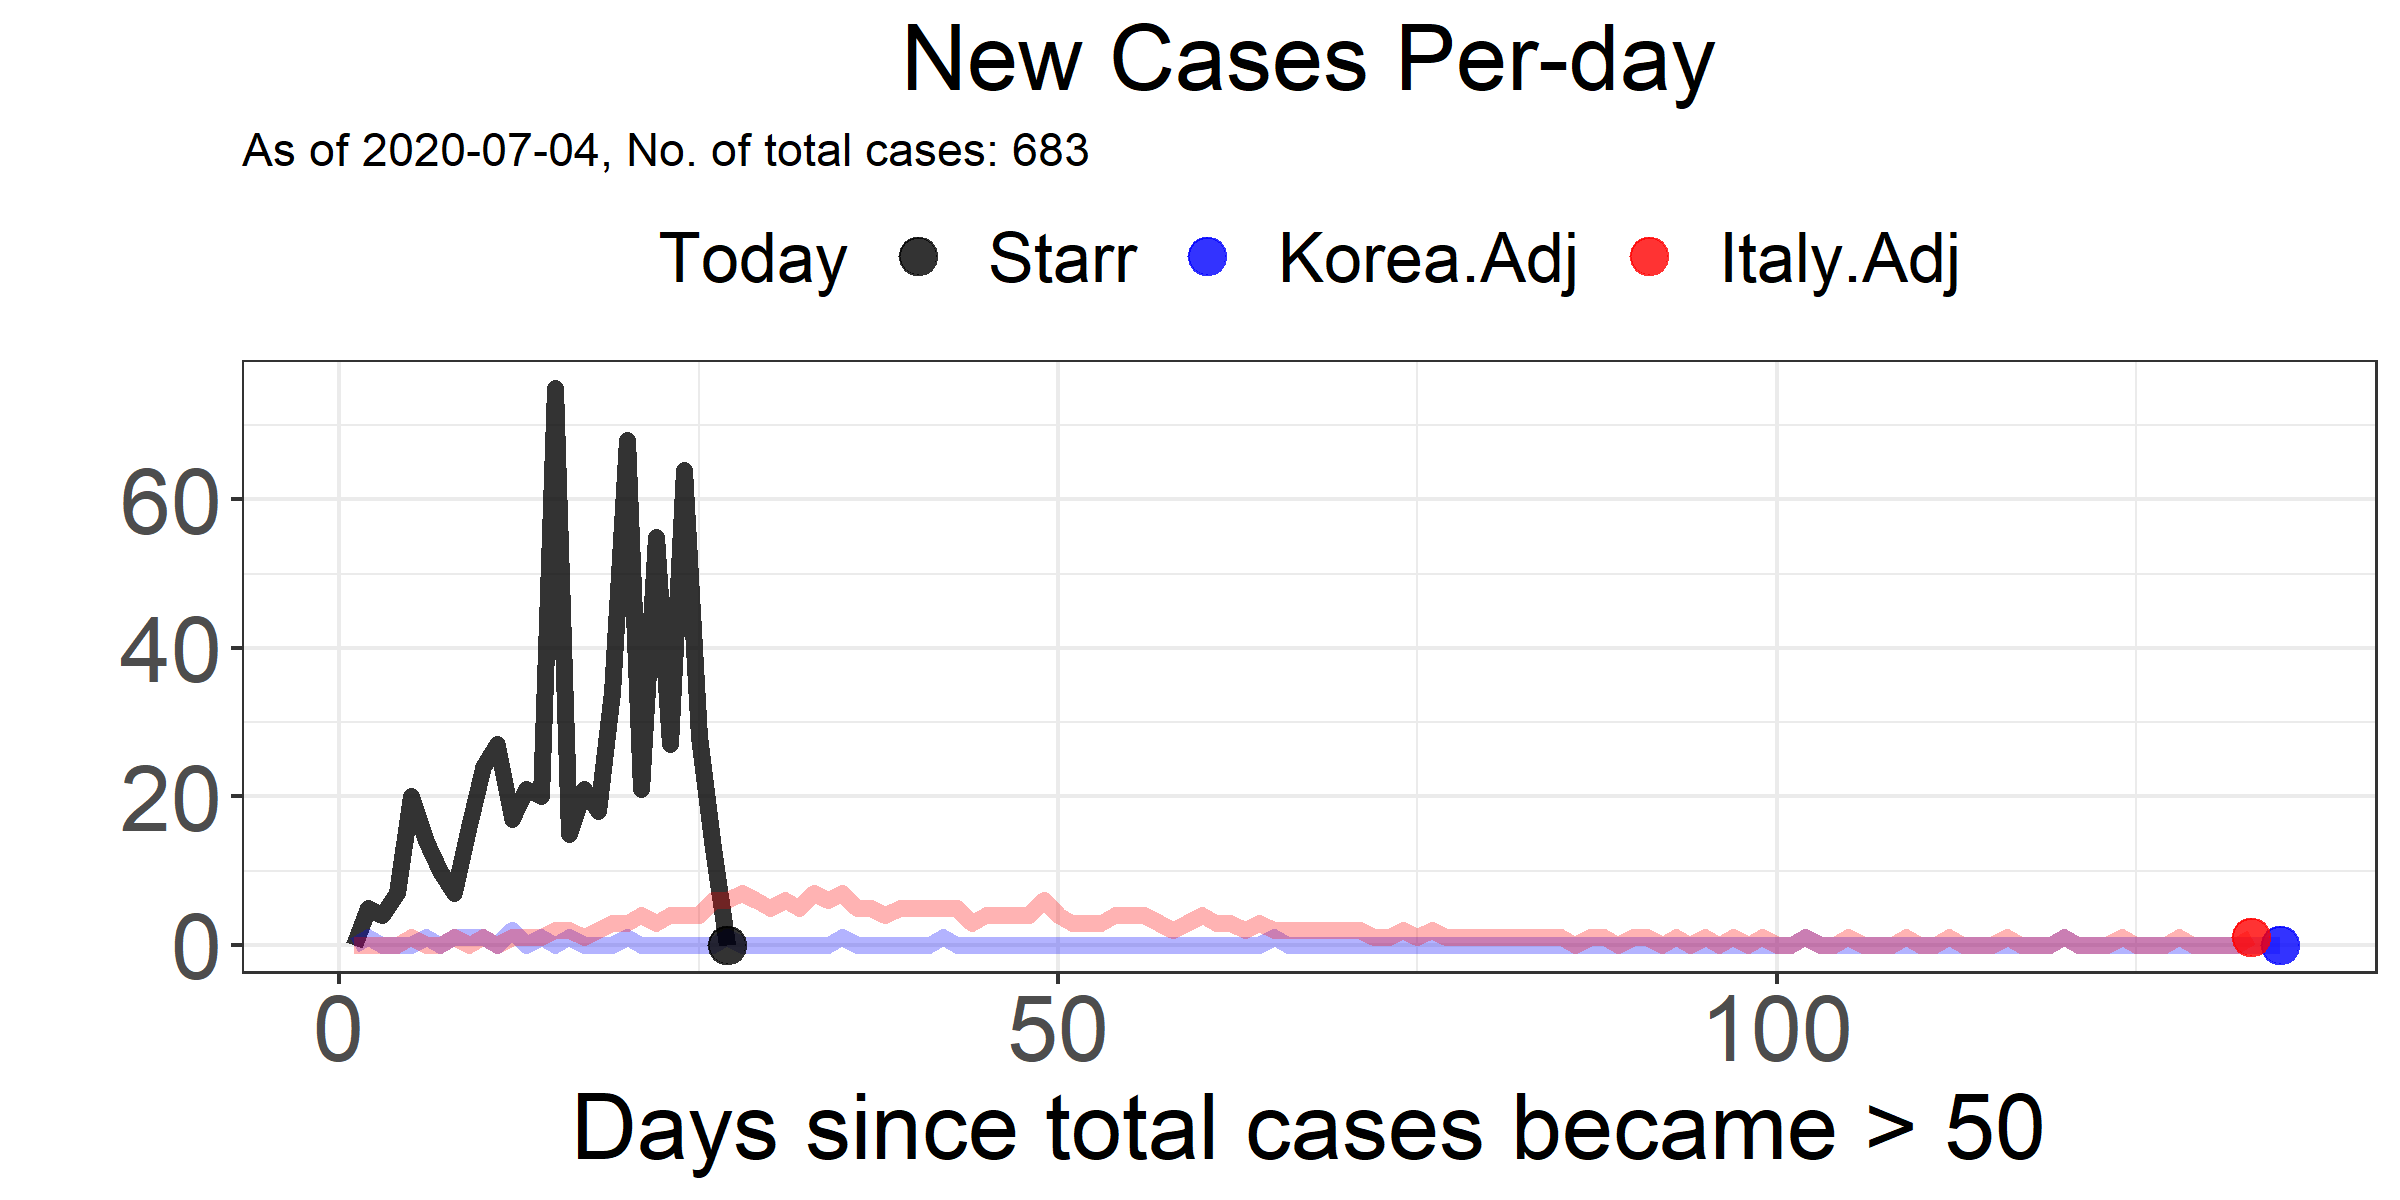 New Cases Per-day
As of 2020-07-04, No. of total cases: 683
Today Starr Korea.Adj Italy.Adj
60
40
20
0
0 50 100
Days since total cases became > 50